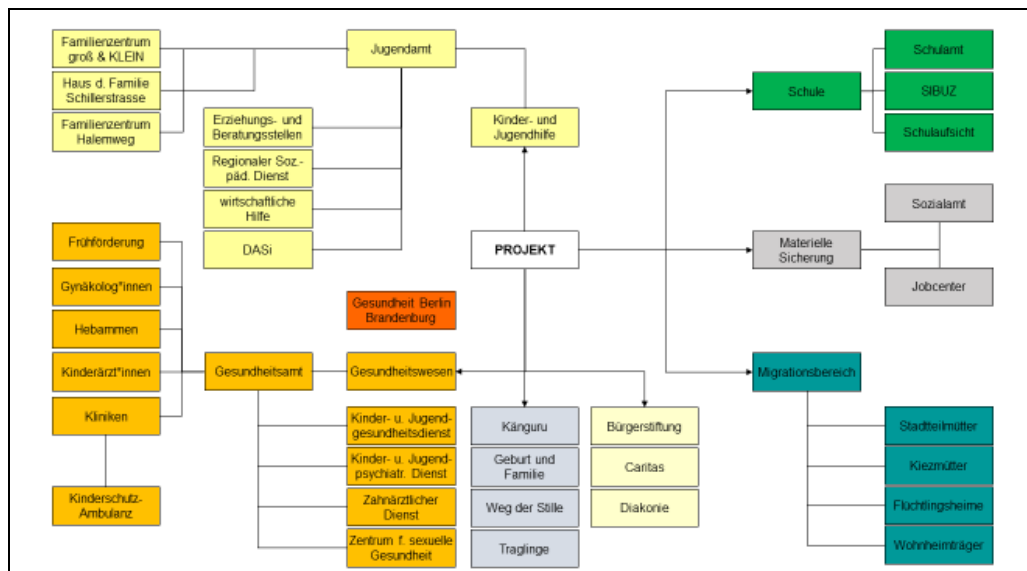 Familienzentrum
groß & KLEIN
Jugendamt
Schulamt
Haus d. Familie
Schillerstrasse
Schule
SIBUZ
Familienzentrum
Halemweg
Erziehungs- und
Beratungsstellen
Kinder- und
Jugendhilfe
Schulaufsicht
Regionaler Soz.-
päd. Dienst
wirtschaftliche
Hilfe
Sozialamt
Frühförderung
DASi
PROJEKT
Materielle
Sicherung
Gynäkolog*innen
Gesundheit Berlin
Brandenburg
Jobcenter
Hebammen
Kinderärzt*innen
Gesundheitsamt
Gesundheitswesen
Migrationsbereich
Kliniken
Kinder- u. Jugend-
gesundheitsdienst
Känguru
Bürgerstiftung
Stadtteilmütter
Kinder- u. Jugend-
psychiatr. Dienst
Geburt und
Familie
Caritas
Kiezmütter
Kinderschutz-
Ambulanz
Zahnärztlicher
Dienst
Weg der Stille
Diakonie
Flüchtlingsheime
Zentrum f. sexuelle
Gesundheit
Traglinge
Wohnheimträger